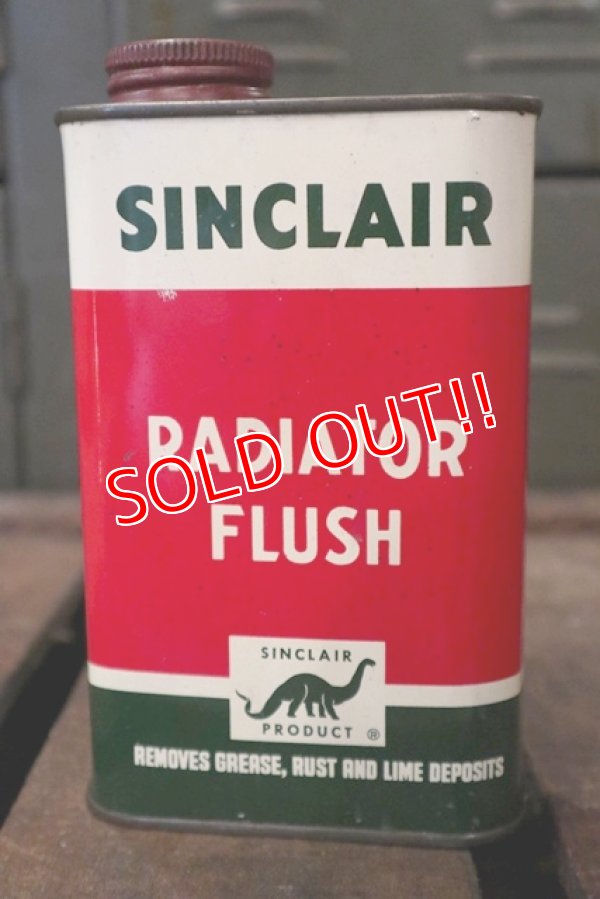 SINCLAIR
RADIATOR
SOLD OUT!!
FLUSH
SINCLAIR
PRODUCT ®
REMOVES GREASE, RUST AND LIME DEPOSITS